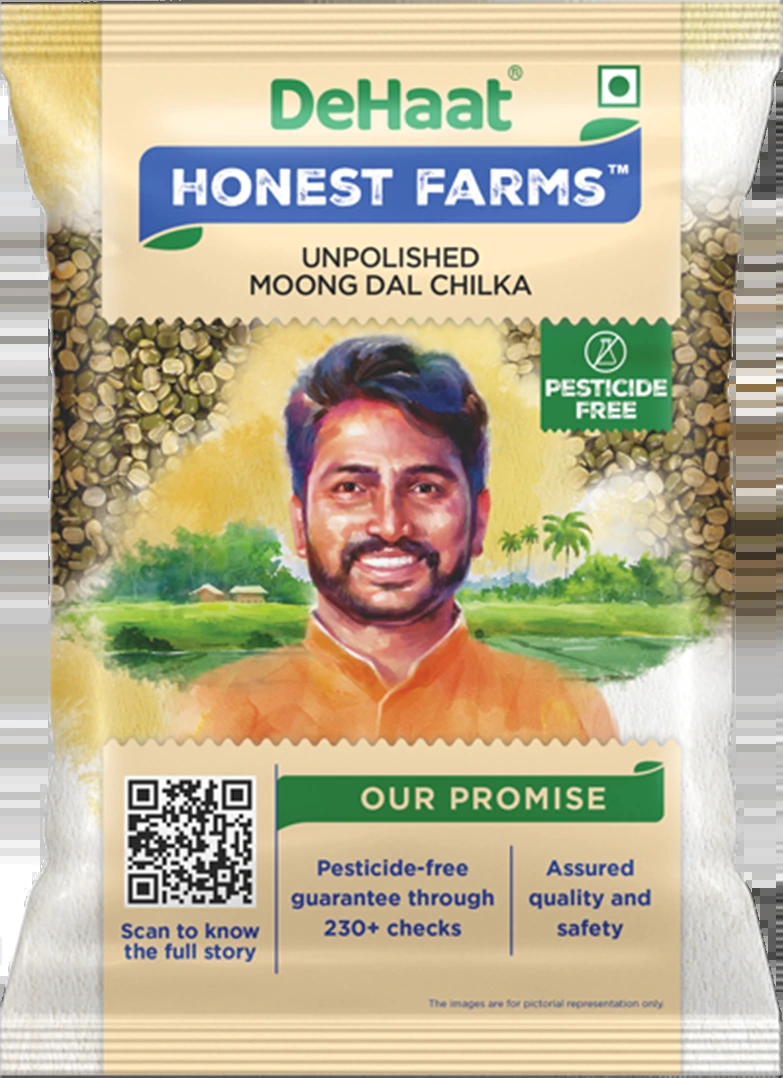 DeHaat®
HONEST FARMS™
UNPOLISHED
MOONG DAL CHILKA
PESTICIDE
FREE
OUR PROMISE
Pesticide-free
guarantee through
230+ checks
Assured
quality and
safety
Scan to know
the full story
The images are for pictorial representation only.